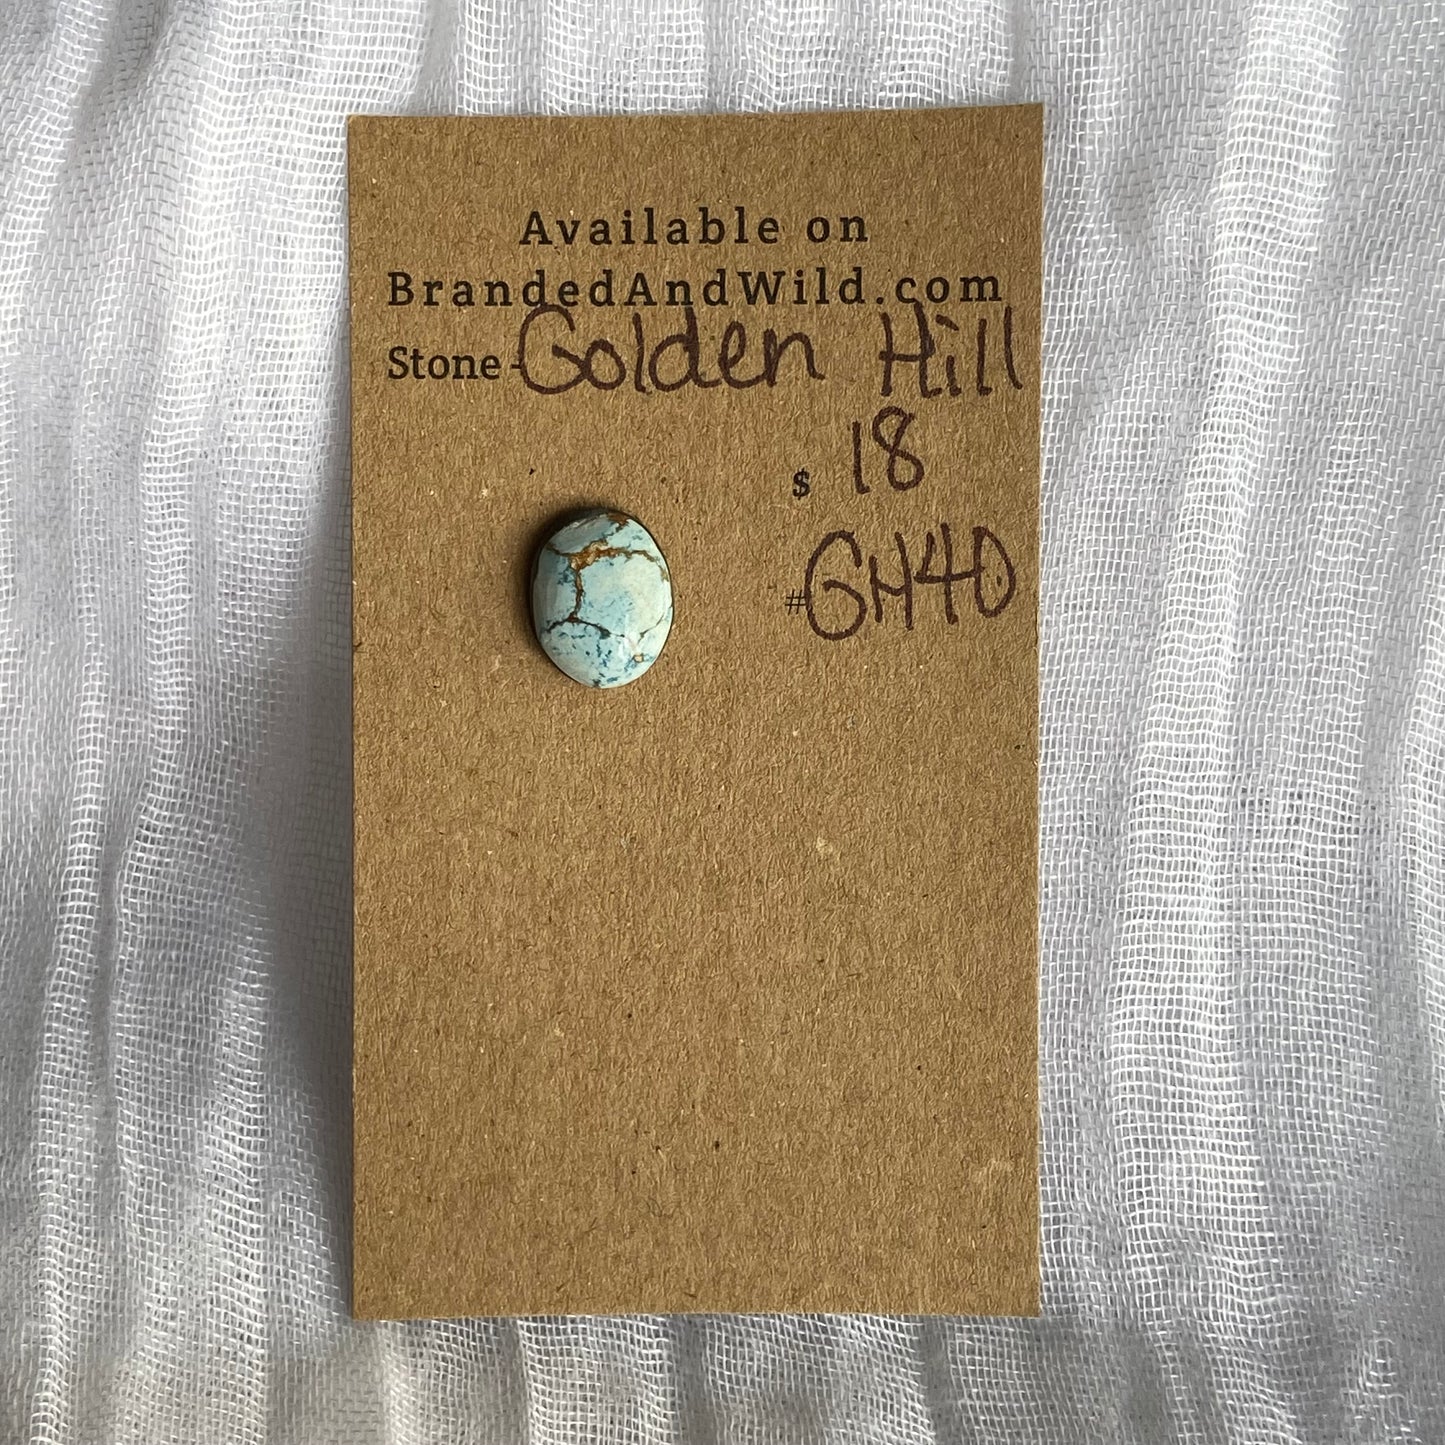 Available on
BrandedAndWild.com
Stone - Golden Hill
$ 18
#GH40